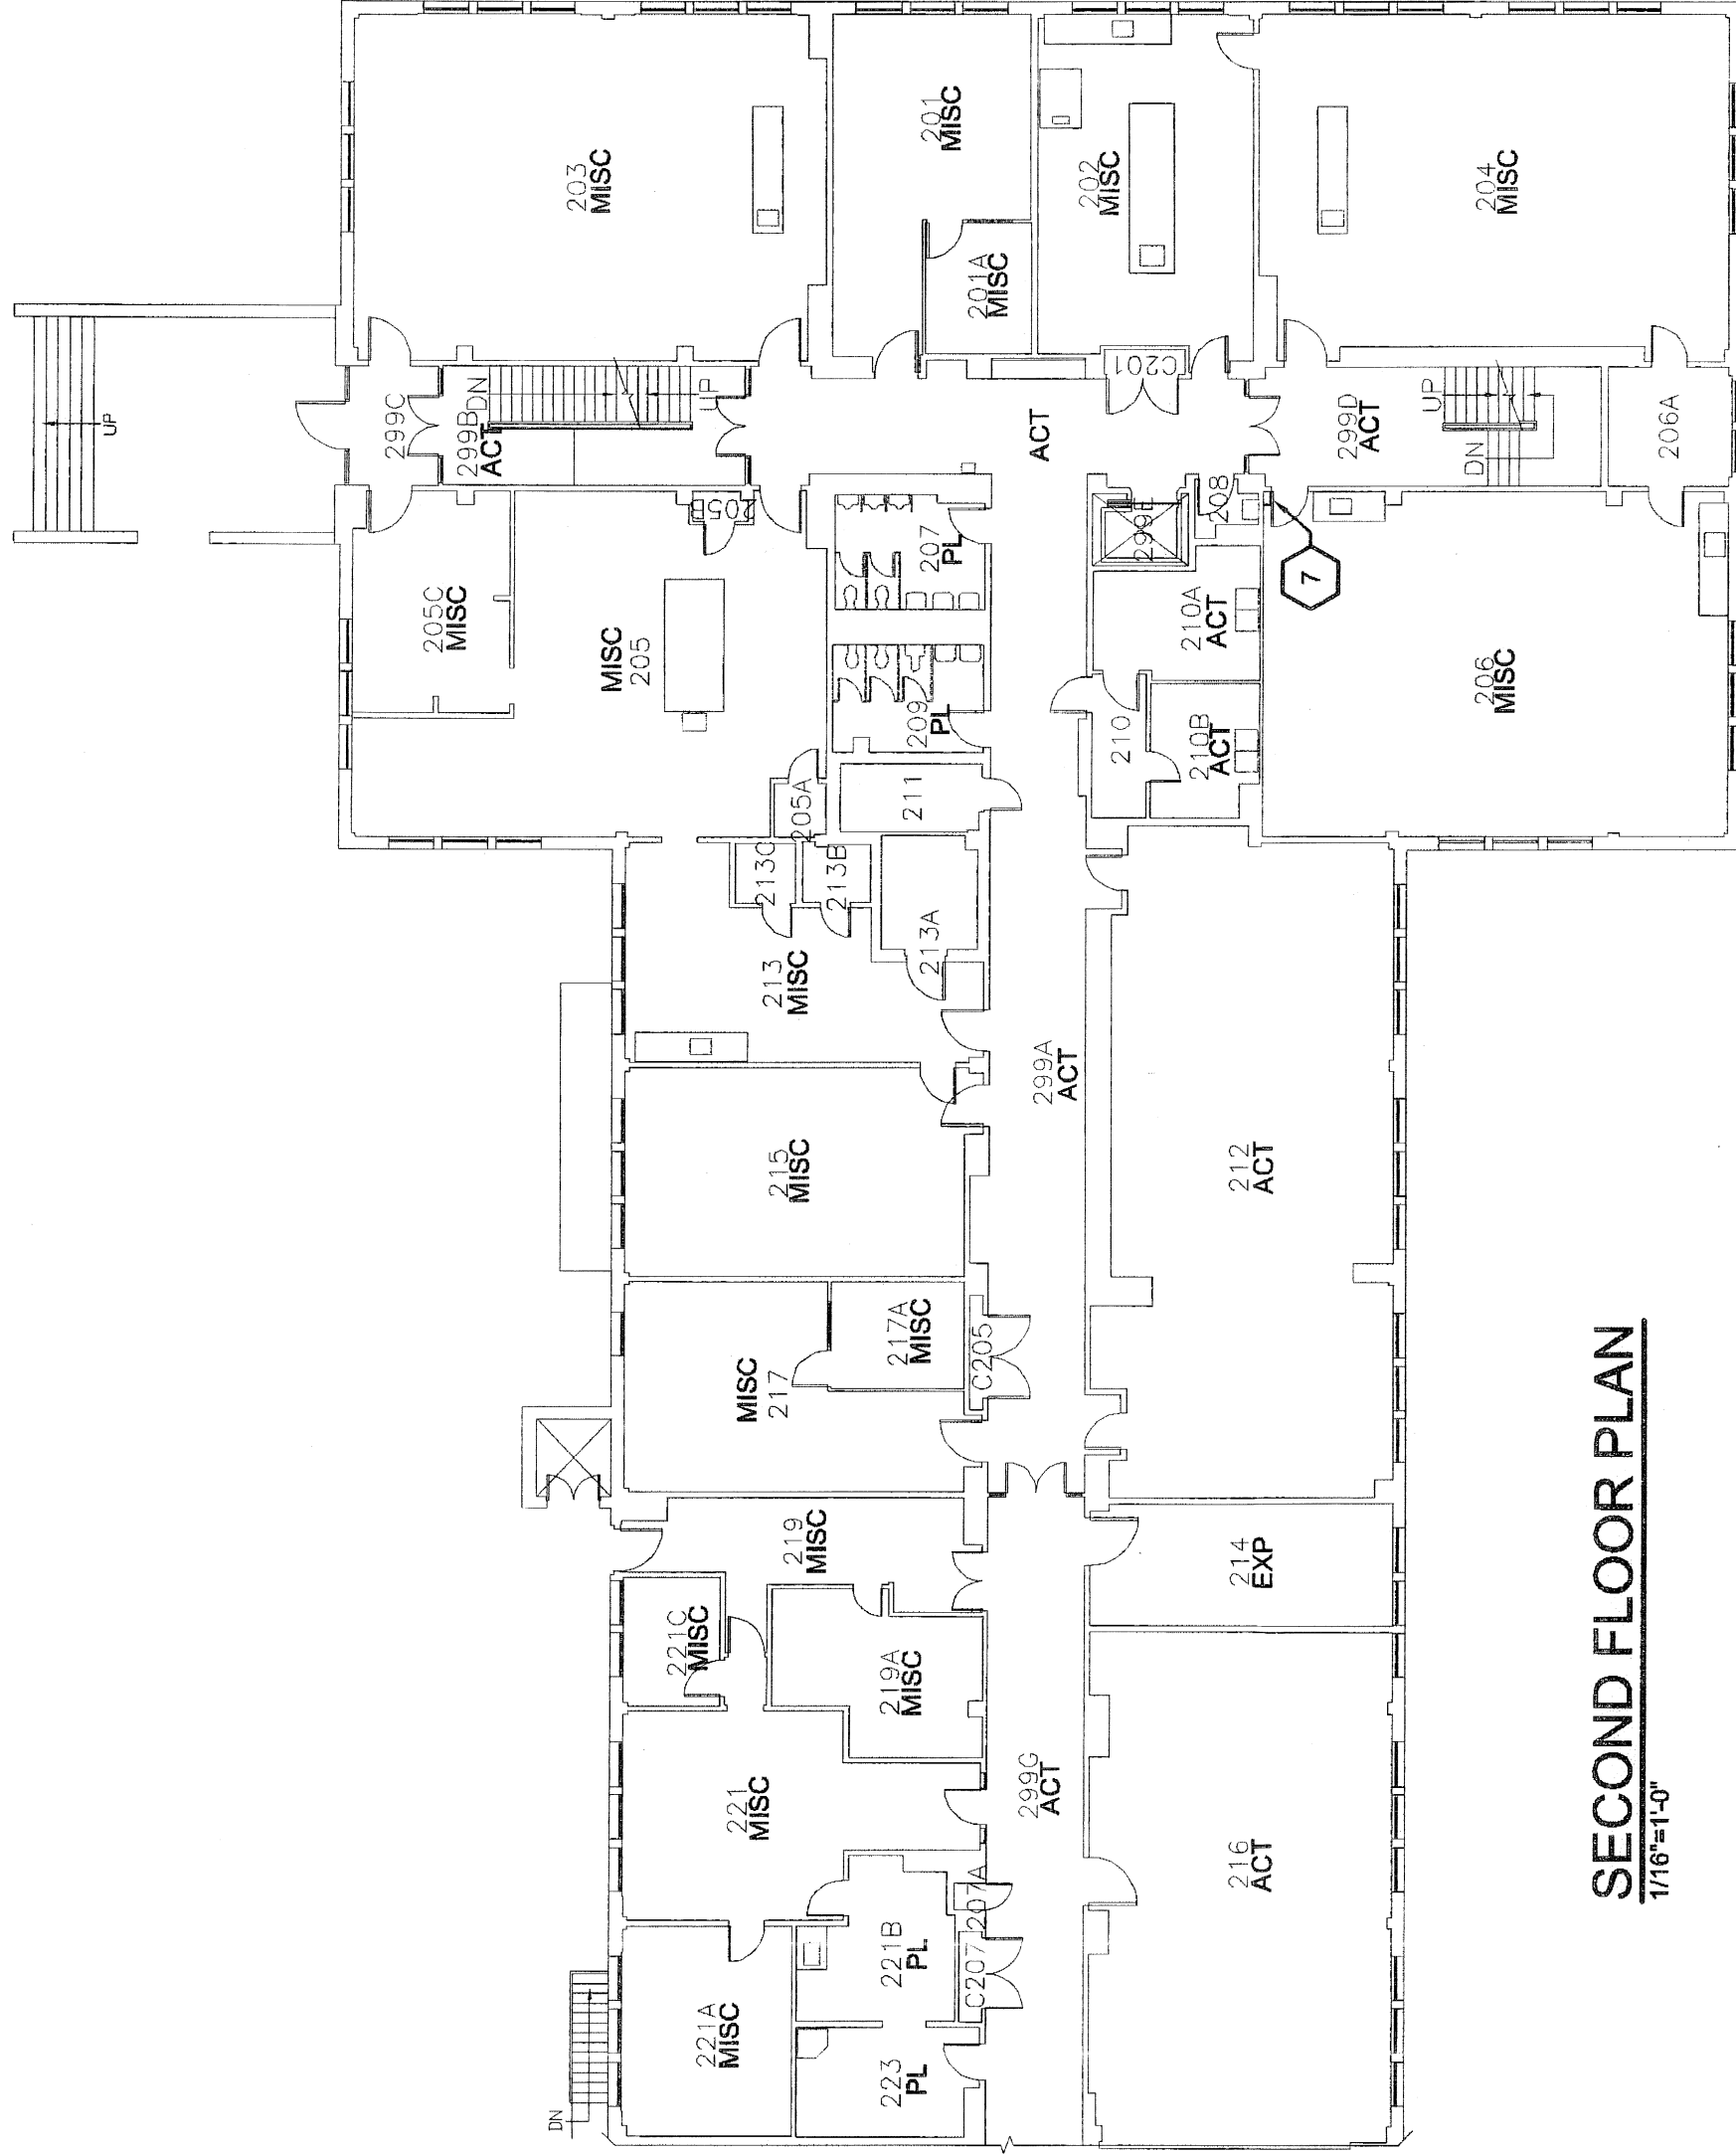 UP
299C
299B
ACT
DN
UP
203
MISC
201
MISC
201A
MISC
202
MISC
C201
204
MISC
ACT
299D
ACT
UP
DN
206A
205C
MISC
MISC
205
205B
205A
207
PL
209
PL
211
299E
208
7
210A
ACT
210
210B
ACT
206
MISC
213C
213B
213A
213
MISC
215
MISC
299A
ACT
212
ACT
MISC
217
217A
MISC
C205
219
MISC
221C
MISC
219A
MISC
214
EXP
221
MISC
299G
ACT
207A
C207
216
ACT
221B
PL
221A
MISC
223
PL
DN
SECOND FLOOR PLAN
1/16"=1'-0"